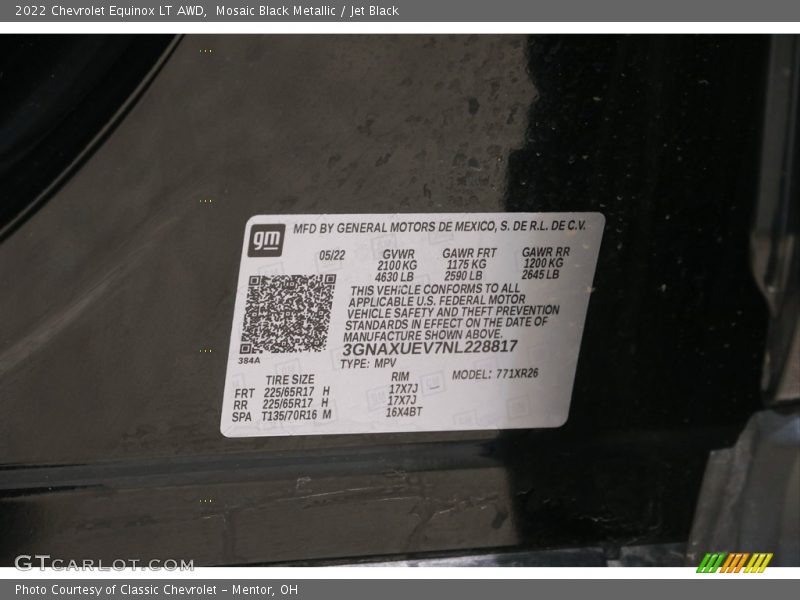 2022 Chevrolet Equinox LT AWD, Mosaic Black Metallic / Jet Black
gm
MFD BY GENERAL MOTORS DE MEXICO, S. DE R.L. DE C.V.
05/22 GVWR GAWR FRT GAWR RR
2100 KG 1175 KG 1200 KG
4630 LB 2590 LB 2645 LB
THIS VEHICLE CONFORMS TO ALL
APPLICABLE U.S. FEDERAL MOTOR
VEHICLE SAFETY AND THEFT PREVENTION
STANDARDS IN EFFECT ON THE DATE OF
MANUFACTURE SHOWN ABOVE.
3GNAXUEV7NL228817
384A
TYPE: MPV
TIRE SIZE RIM MODEL: 771XR26
FRT 225/65R17 H 17X7J
RR 225/65R17 H 17X7J
SPA T135/70R16 M 16X4BT
GTCARLOT.COM
Photo Courtesy of Classic Chevrolet - Mentor, OH